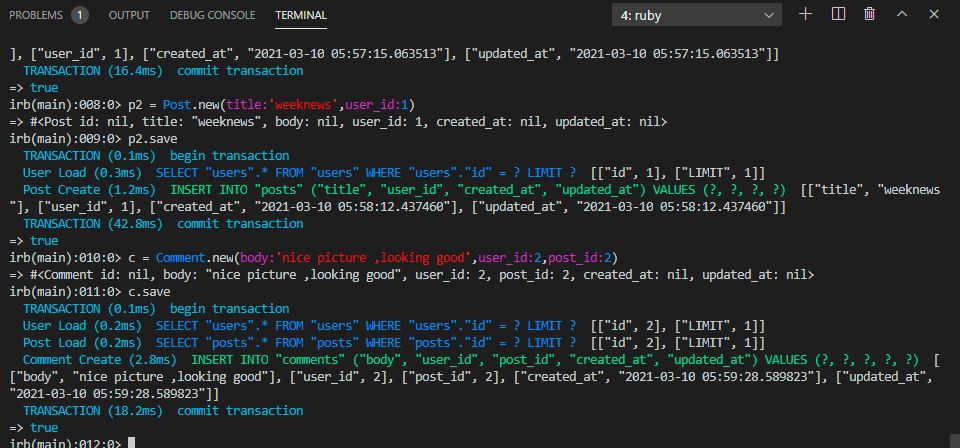 PROBLEMS 1 OUTPUT DEBUG CONSOLE TERMINAL 4: ruby
], ["user_id", 1], ["created_at", "2021-03-10 05:57:15.063513"], ["updated_at", "2021-03-10 05:57:15.063513"]]
TRANSACTION (16.4ms)  commit transaction
=> true
irb(main):008:0> p2 = Post.new(title:'weeknews',user_id:1)
=> #<Post id: nil, title: "weeknews", body: nil, user_id: 1, created_at: nil, updated_at: nil>
irb(main):009:0> p2.save
TRANSACTION (0.1ms)  begin transaction
User Load (0.3ms)  SELECT "users".* FROM "users" WHERE "users"."id" = ? LIMIT ?  [["id", 1], ["LIMIT", 1]]
Post Create (1.2ms)  INSERT INTO "posts" ("title", "user_id", "created_at", "updated_at") VALUES (?, ?, ?, ?)  [["title", "weeknews
"], ["user_id", 1], ["created_at", "2021-03-10 05:58:12.437460"], ["updated_at", "2021-03-10 05:58:12.437460"]]
TRANSACTION (42.8ms)  commit transaction
=> true
irb(main):010:0> c = Comment.new(body:'nice picture ,looking good',user_id:2,post_id:2)
=> #<Comment id: nil, body: "nice picture ,looking good", user_id: 2, post_id: 2, created_at: nil, updated_at: nil>
irb(main):011:0> c.save
TRANSACTION (0.1ms)  begin transaction
User Load (0.2ms)  SELECT "users".* FROM "users" WHERE "users"."id" = ? LIMIT ?  [["id", 2], ["LIMIT", 1]]
Post Load (0.2ms)  SELECT "posts".* FROM "posts" WHERE "posts"."id" = ? LIMIT ?  [["id", 2], ["LIMIT", 1]]
Comment Create (2.8ms)  INSERT INTO "comments" ("body", "user_id", "post_id", "created_at", "updated_at") VALUES (?, ?, ?, ?, ?)  [
["body", "nice picture ,looking good"], ["user_id", 2], ["post_id", 2], ["created_at", "2021-03-10 05:59:28.589823"], ["updated_at",
"2021-03-10 05:59:28.589823"]]
TRANSACTION (18.2ms)  commit transaction
=> true
irb(main):012:0>